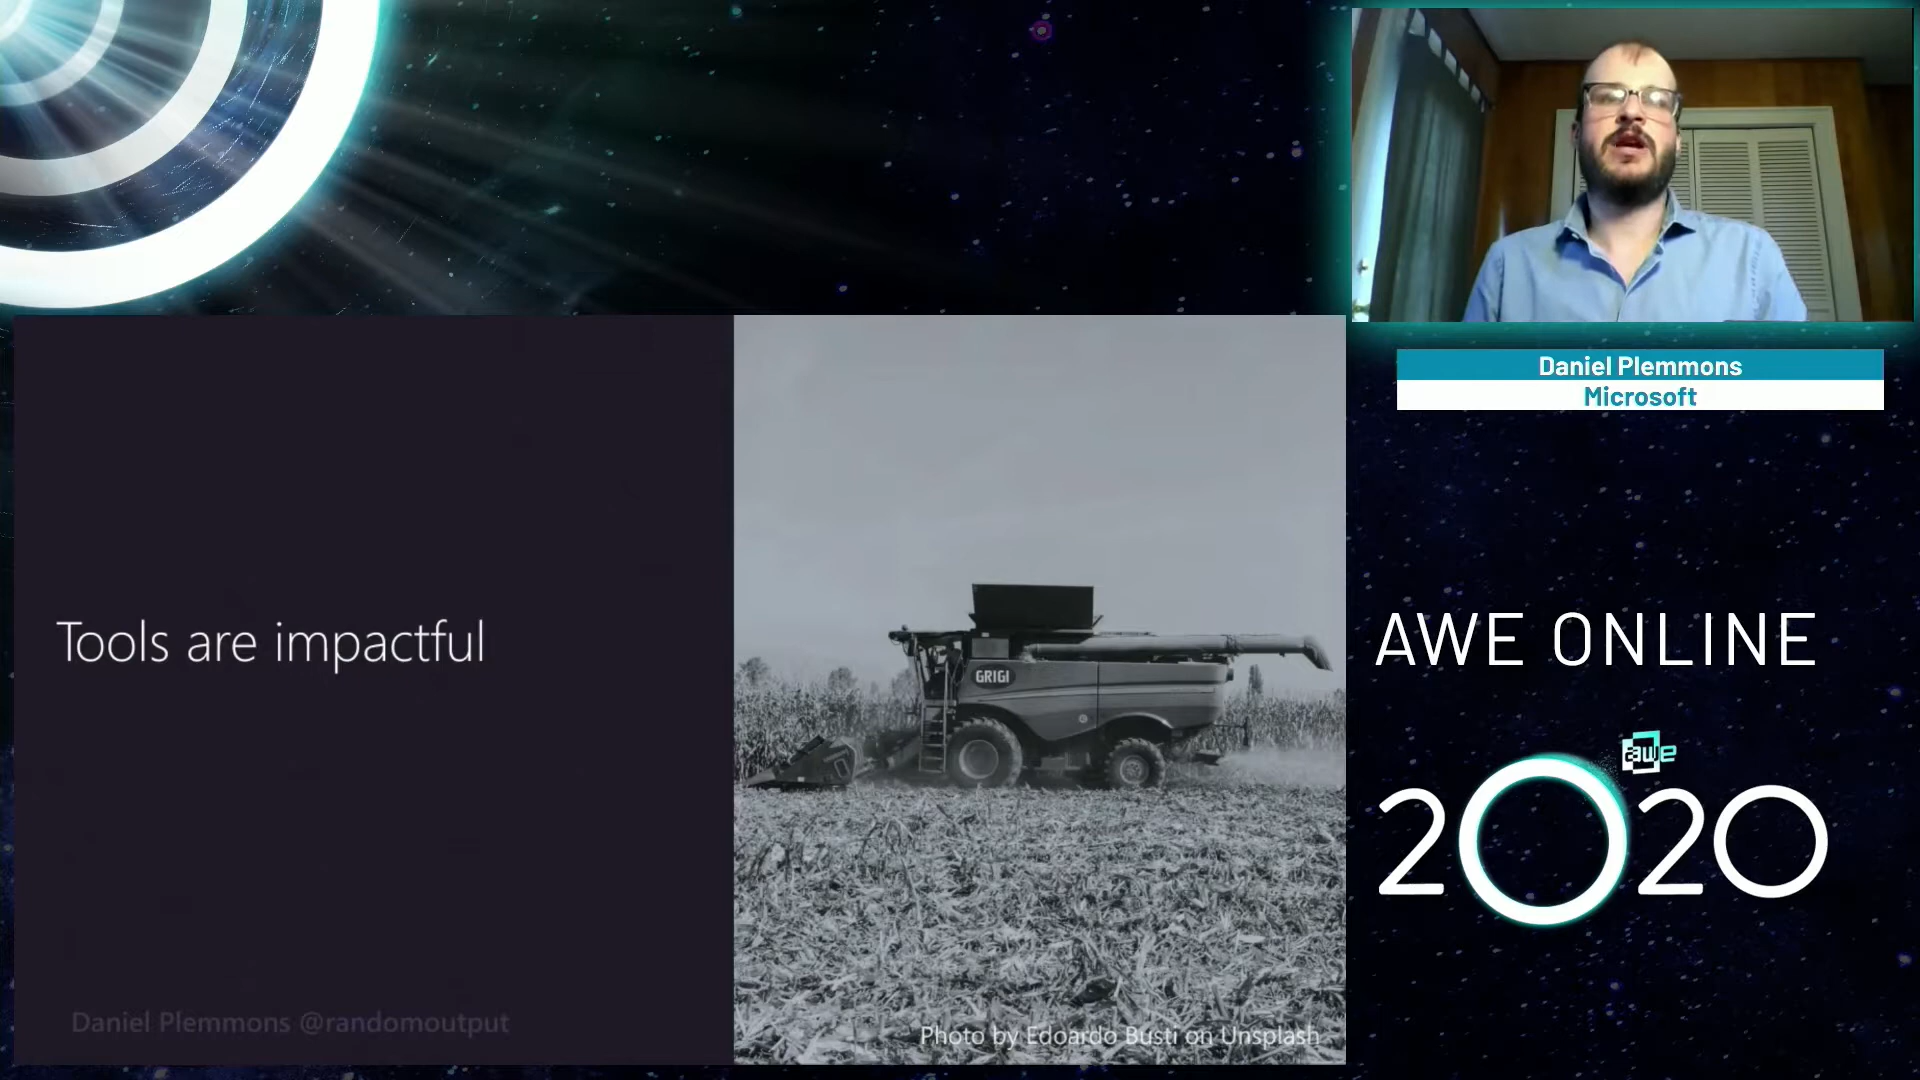 Daniel Plemmons
Microsoft
Tools are impactful
GRIGI
AWE ONLINE
awe
2020
Daniel Plemmons @randomoutput
Photo by Edoardo Busti on Unsplash